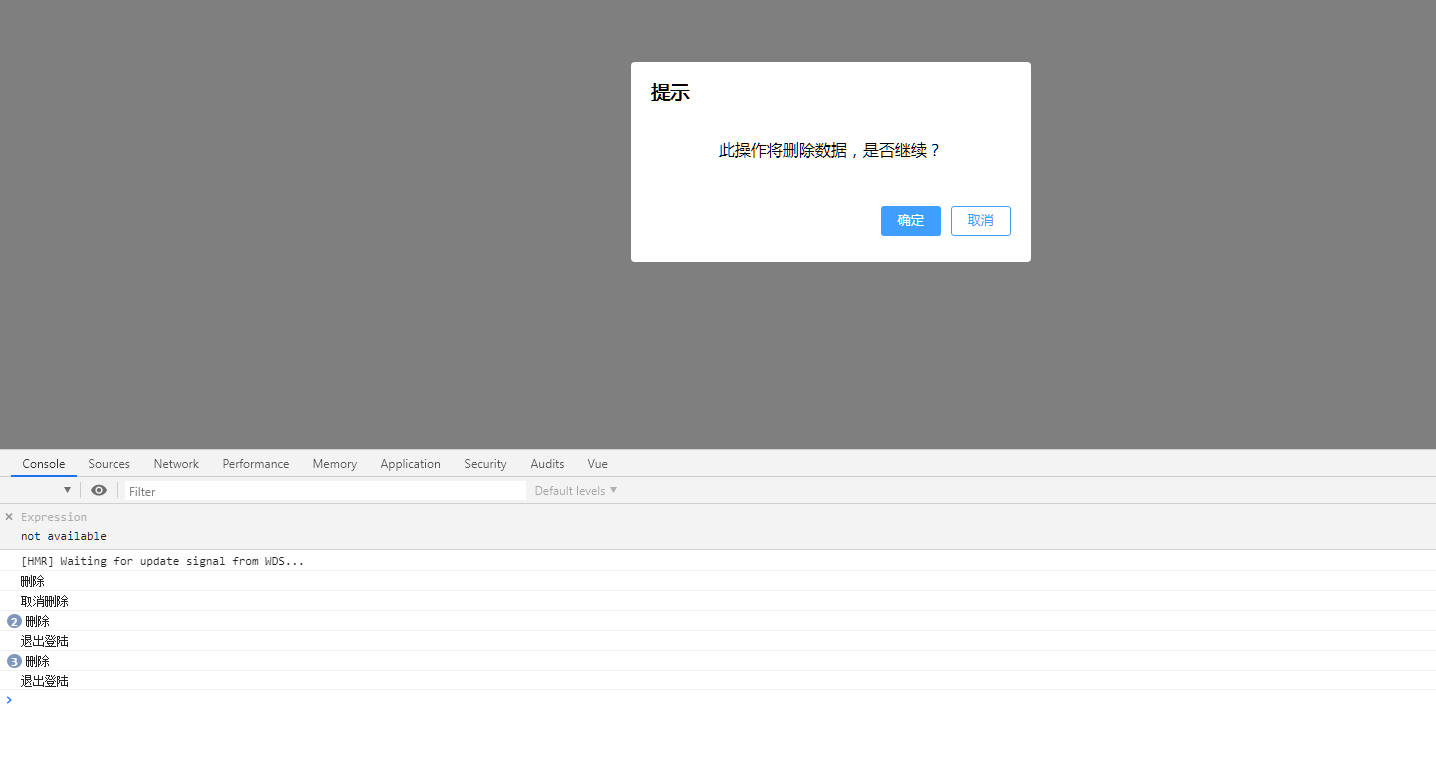 提示
此操作将删除数据，是否继续？
确定 取消
Console Sources Network Performance Memory Application Security Audits Vue
Filter Default levels
Expression
not available
[HMR] Waiting for update signal from WDS...
删除
取消删除
2 删除
退出登陆
3 删除
退出登陆